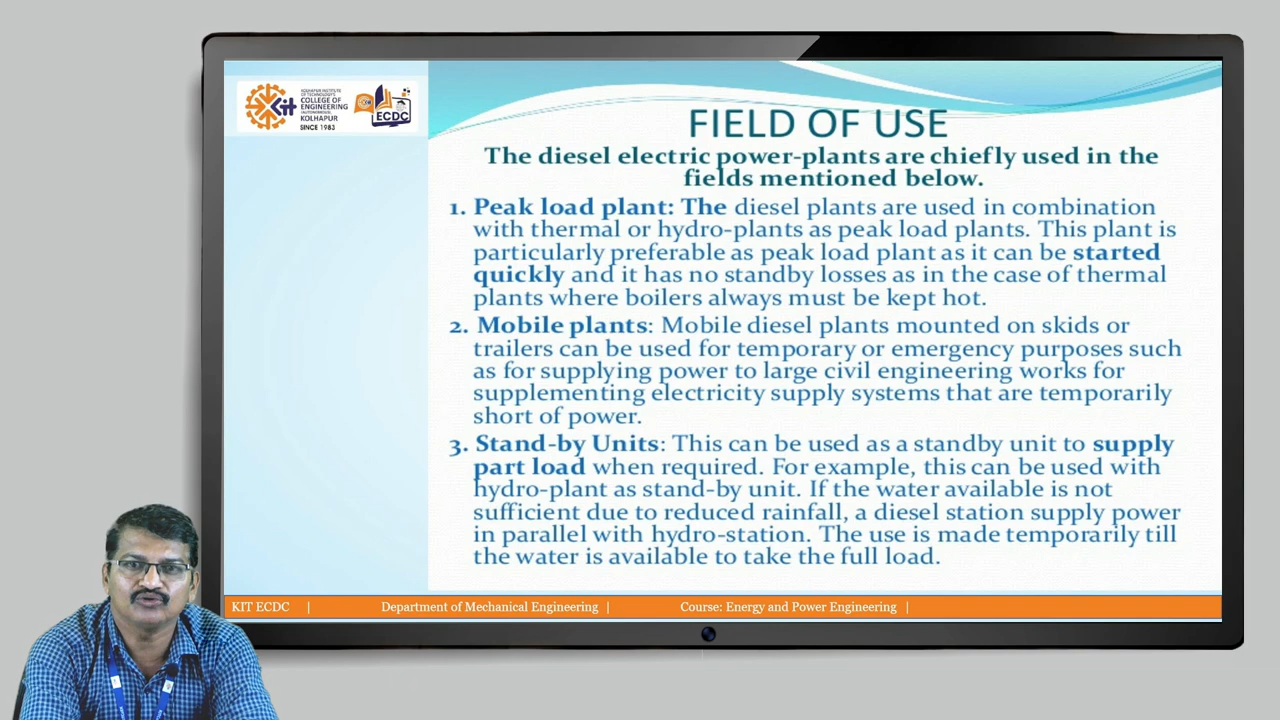 KOLHAPUR INSTITUTE
OF TECHNOLOGY'S
COLLEGE OF
ENGINEERING
KOLHAPUR
SINCE 1983
ECDC
FIELD OF USE
The diesel electric power-plants are chiefly used in the
fields mentioned below.
1. Peak load plant: The diesel plants are used in combination
with thermal or hydro-plants as peak load plants. This plant is
particularly preferable as peak load plant as it can be started
quickly and it has no standby losses as in the case of thermal
plants where boilers always must be kept hot.
2. Mobile plants: Mobile diesel plants mounted on skids or
trailers can be used for temporary or emergency purposes such
as for supplying power to large civil engineering works for
supplementing electricity supply systems that are temporarily
short of power.
3. Stand-by Units: This can be used as a standby unit to supply
part load when required. For example, this can be used with
hydro-plant as stand-by unit. If the water available is not
sufficient due to reduced rainfall, a diesel station supply power
in parallel with hydro-station. The use is made temporarily till
the water is available to take the full load.
KIT ECDC | Department of Mechanical Engineering | Course: Energy and Power Engineering |